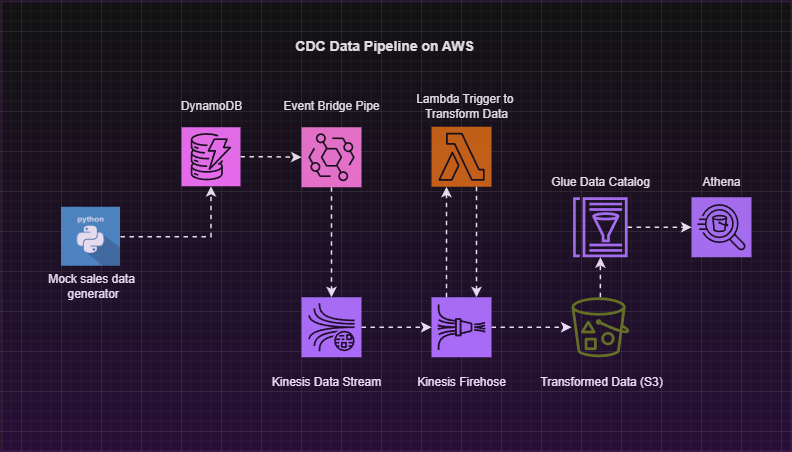 CDC Data Pipeline on AWS
DynamoDB
Event Bridge Pipe
Lambda Trigger to
Transform Data
Glue Data Catalog
Athena
python
Mock sales data
generator
Kinesis Data Stream
Kinesis Firehose
Transformed Data (S3)